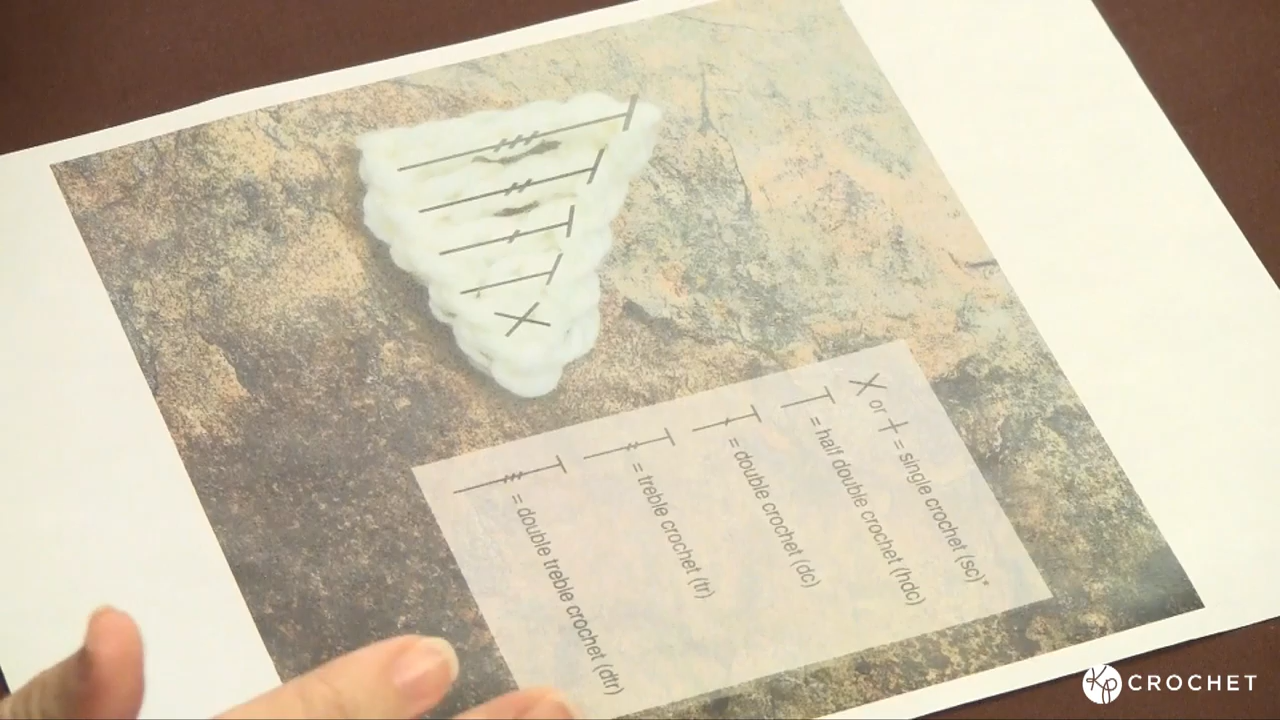 X or + = single crochet (sc)*
= half double crochet (hdc)
= double crochet (dc)
= treble crochet (tr)
= double treble crochet (dtr)
KP CROCHET